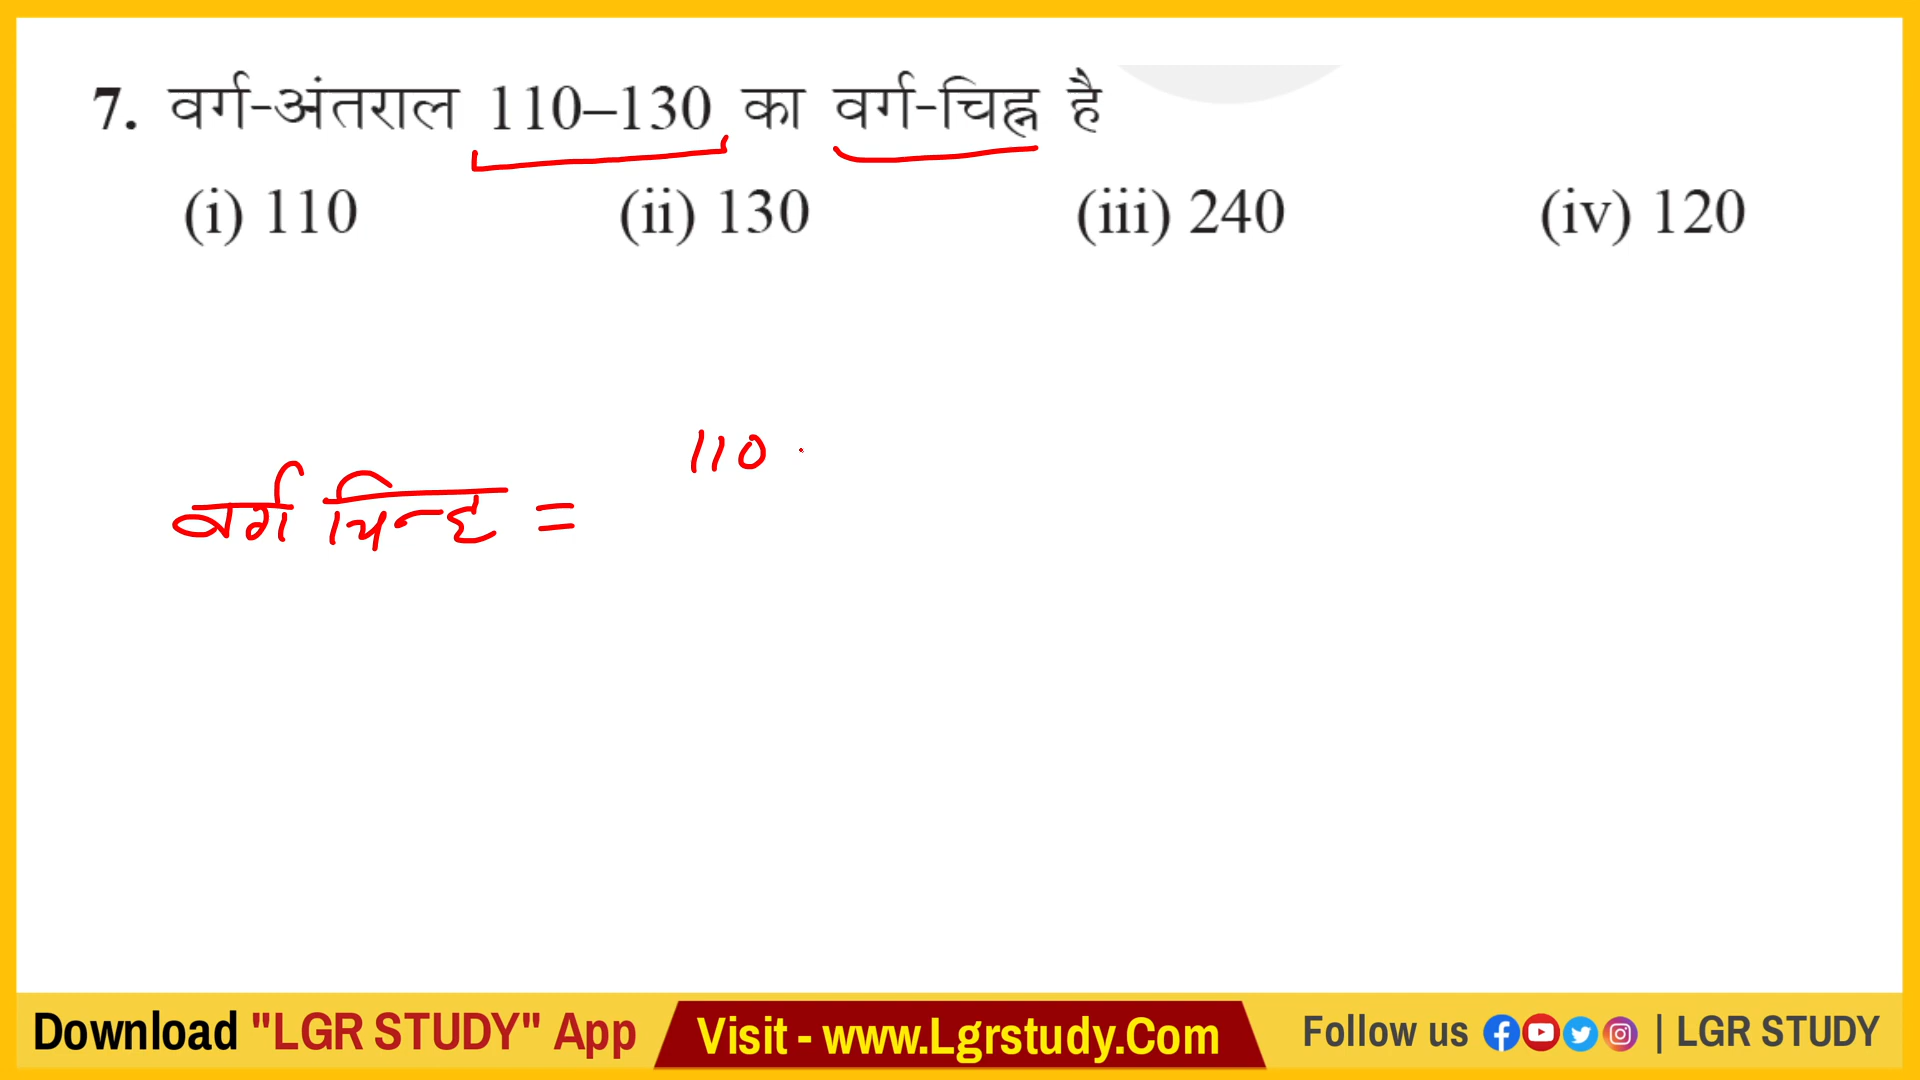 7. वर्ग-अंतराल 110–130 का वर्ग-चिह्न है
(i) 110 (ii) 130 (iii) 240 (iv) 120
110
वर्ग चिन्ह =
Download "LGR STUDY" App Visit - www.Lgrstudy.Com Follow us | LGR STUDY